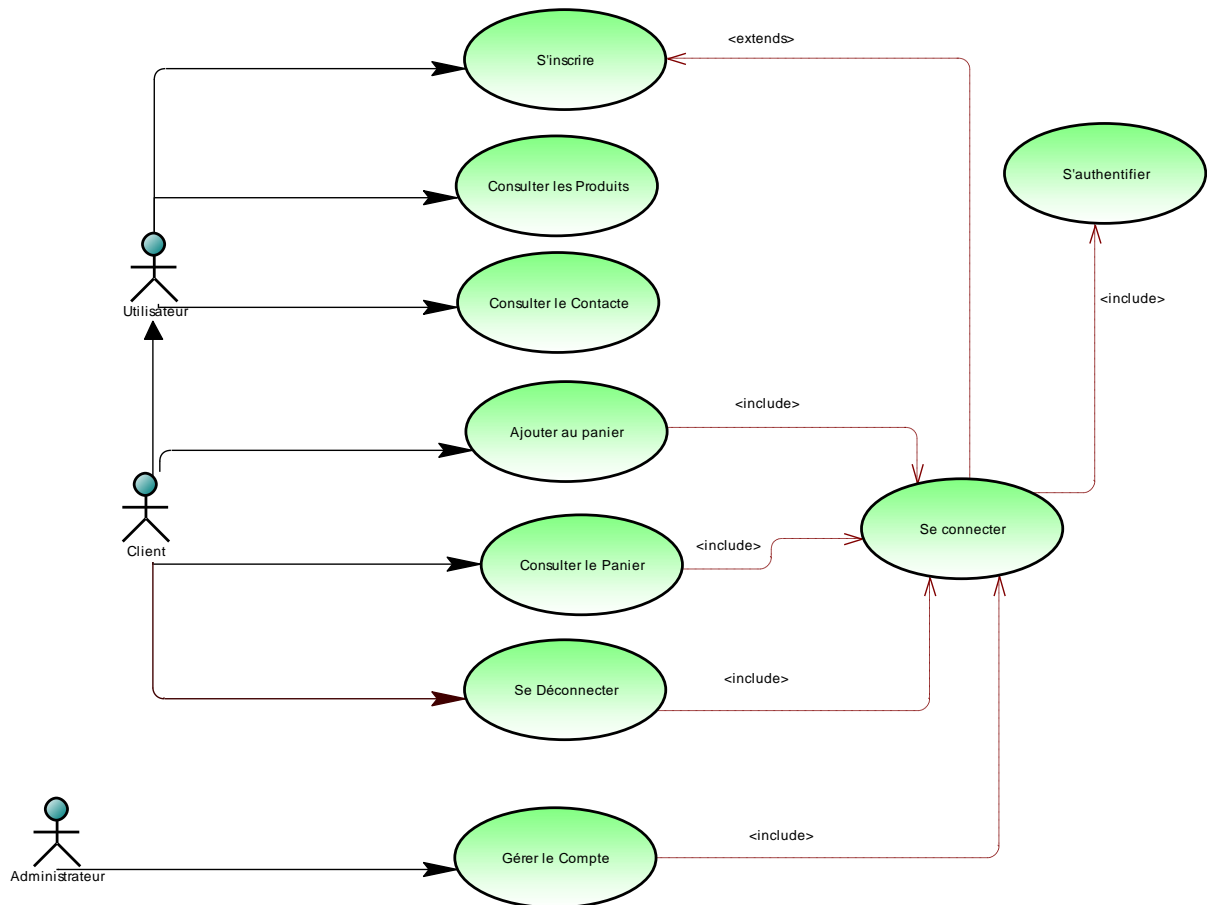 <extends>
S'inscrire
S'authentifier
Consulter les Produits
<include>
Consulter le Contacte
Utilisateur
<include>
Ajouter au panier
Se connecter
<include>
Client
Consulter le Panier
<include>
Se Déconnecter
<include>
Gérer le Compte
Administrateur